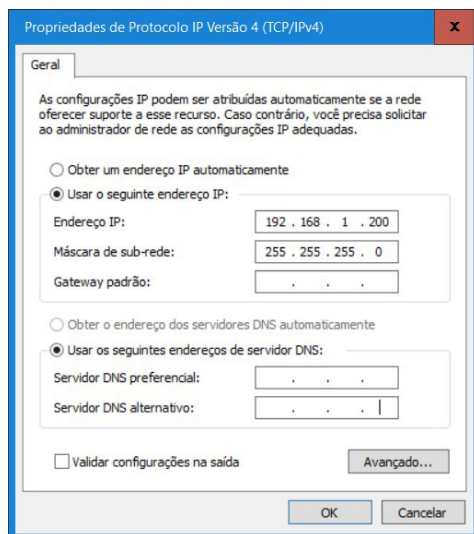 Propriedades de Protocolo IP Versão 4 (TCP/IPv4)
x
Geral
As configurações IP podem ser atribuídas automaticamente se a rede
oferecer suporte a esse recurso. Caso contrário, você precisa solicitar
ao administrador de rede as configurações IP adequadas.
Obter um endereço IP automaticamente
Usar o seguinte endereço IP:
Endereço IP: 192 . 168 . 1 . 200
Máscara de sub-rede: 255 . 255 . 255 . 0
Gateway padrão: . . .
Obter o endereço dos servidores DNS automaticamente
Usar os seguintes endereços de servidor DNS:
Servidor DNS preferencial: . . .
Servidor DNS alternativo: . . .
Validar configurações na saída Avançado...
OK Cancelar